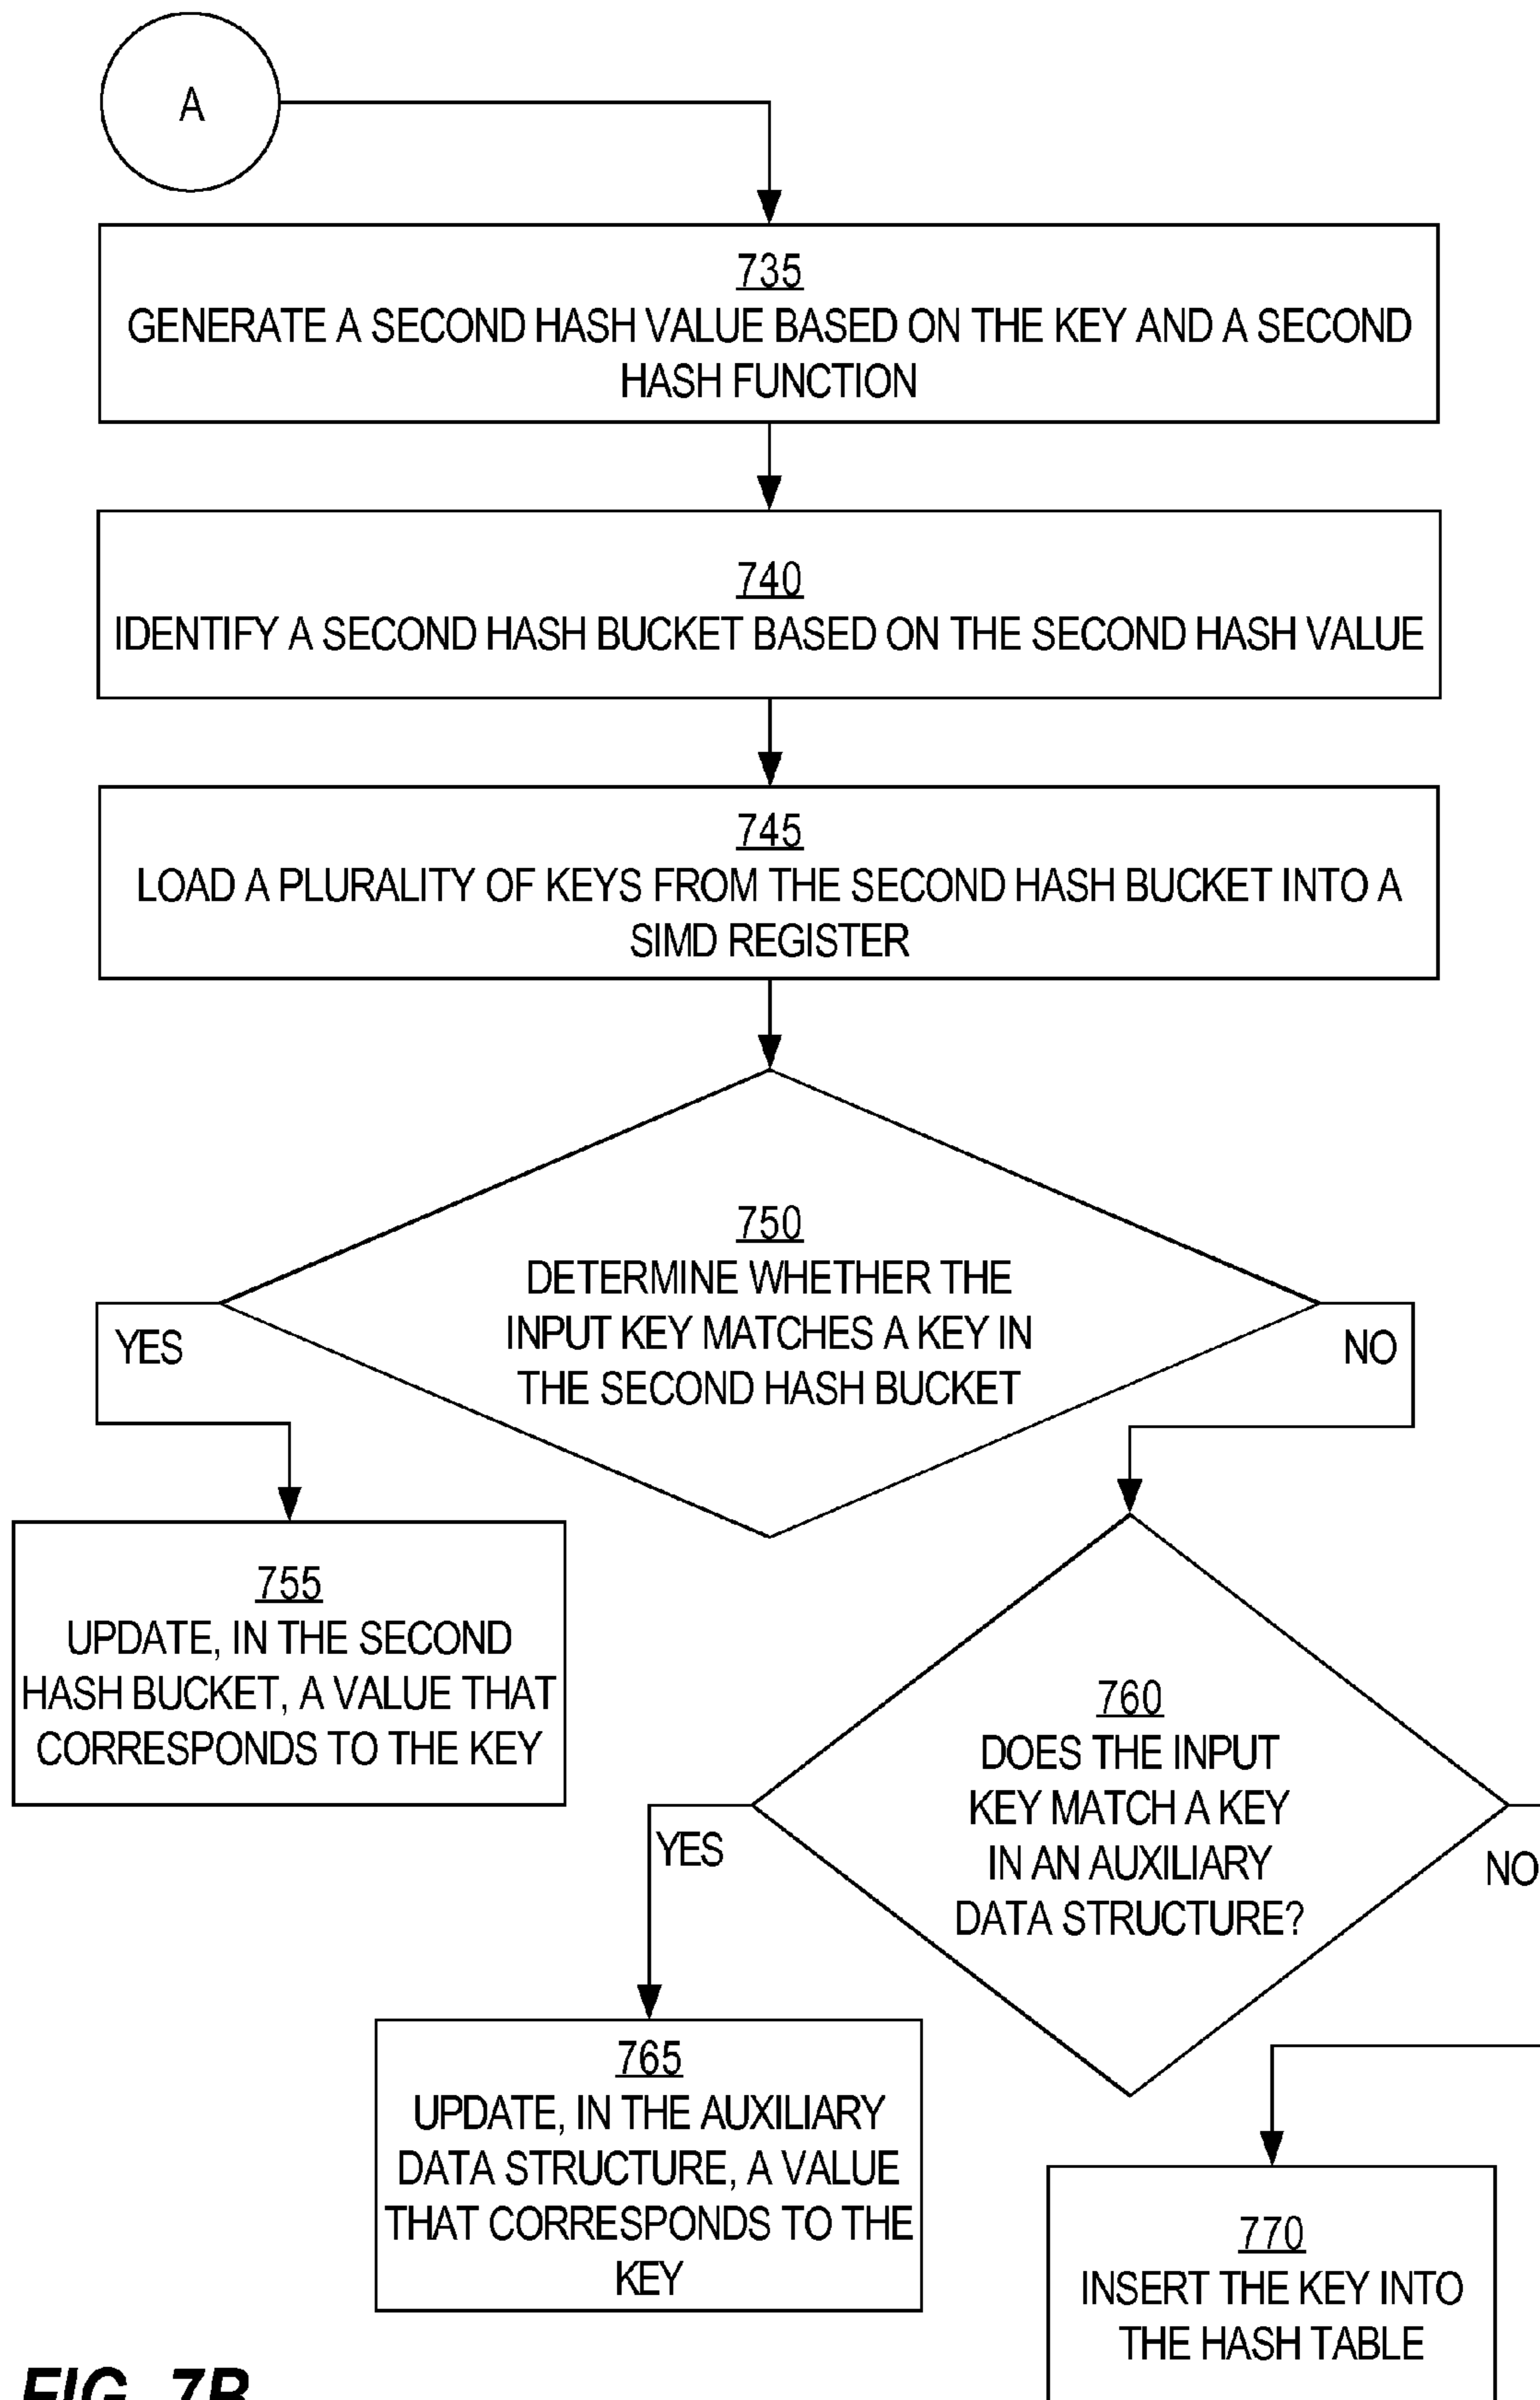 A
735
GENERATE A SECOND HASH VALUE BASED ON THE KEY AND A SECOND
HASH FUNCTION
740
IDENTIFY A SECOND HASH BUCKET BASED ON THE SECOND HASH VALUE
745
LOAD A PLURALITY OF KEYS FROM THE SECOND HASH BUCKET INTO A
SIMD REGISTER
750
DETERMINE WHETHER THE
INPUT KEY MATCHES A KEY IN
THE SECOND HASH BUCKET
YES
NO
755
UPDATE, IN THE SECOND
HASH BUCKET, A VALUE THAT
CORRESPONDS TO THE KEY
760
DOES THE INPUT
KEY MATCH A KEY
IN AN AUXILIARY
DATA STRUCTURE?
YES
NO
765
UPDATE, IN THE AUXILIARY
DATA STRUCTURE, A VALUE
THAT CORRESPONDS TO THE
KEY
770
INSERT THE KEY INTO
THE HASH TABLE
FIG. 7B